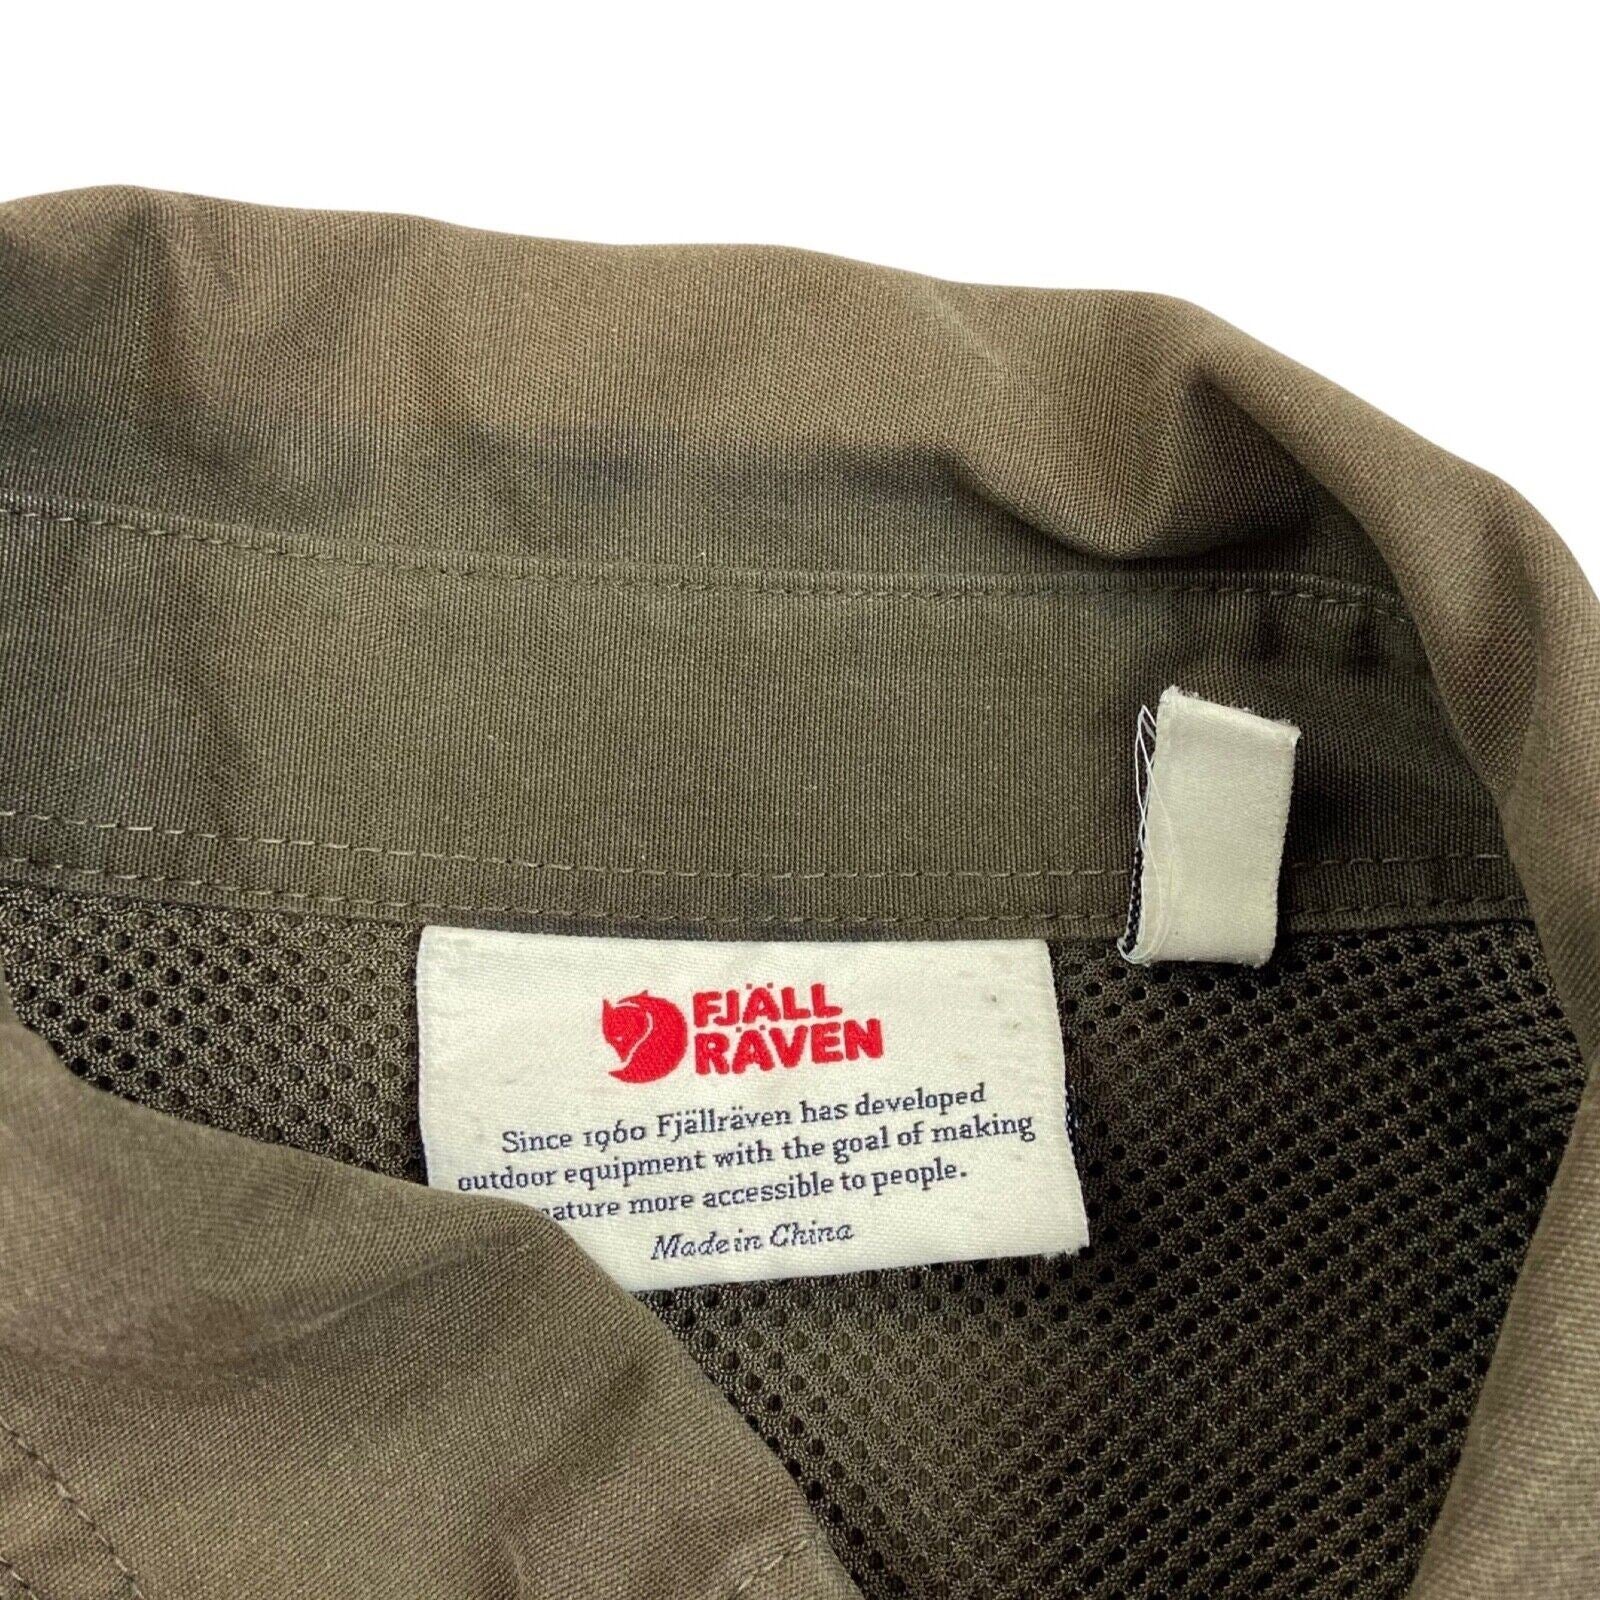 FJÄLL
RÄVEN
Since 1960 Fjällräven has developed
outdoor equipment with the goal of making
nature more accessible to people.
Made in China